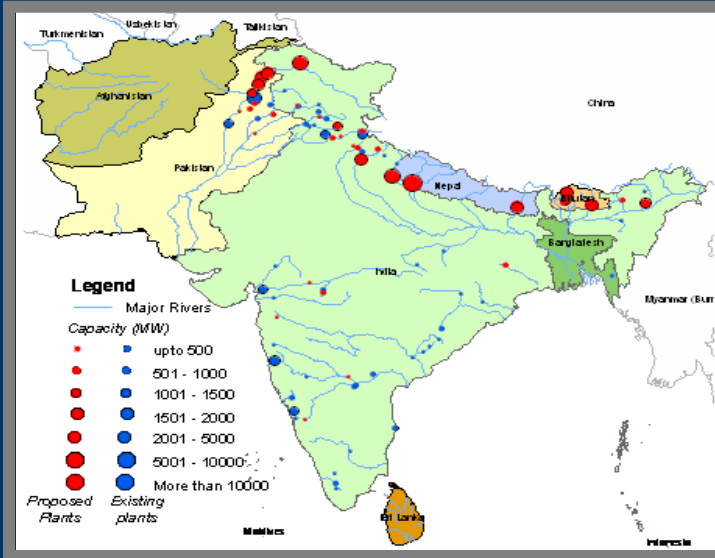 Uzbekistan
Tajikistan
Turkmenistan
Afghanistan
China
Pakistan
Nepal
Bhutan
Bangladesh
India
Myanmar (Burm
Legend
Major Rivers
Capacity (MW)
upto 500
501 - 1000
1001 - 1500
1501 - 2000
2001 - 5000
5001 - 10000
More than 10000
Proposed Existing
Plants plants
Sri Lanka
Maldives
Indonesia